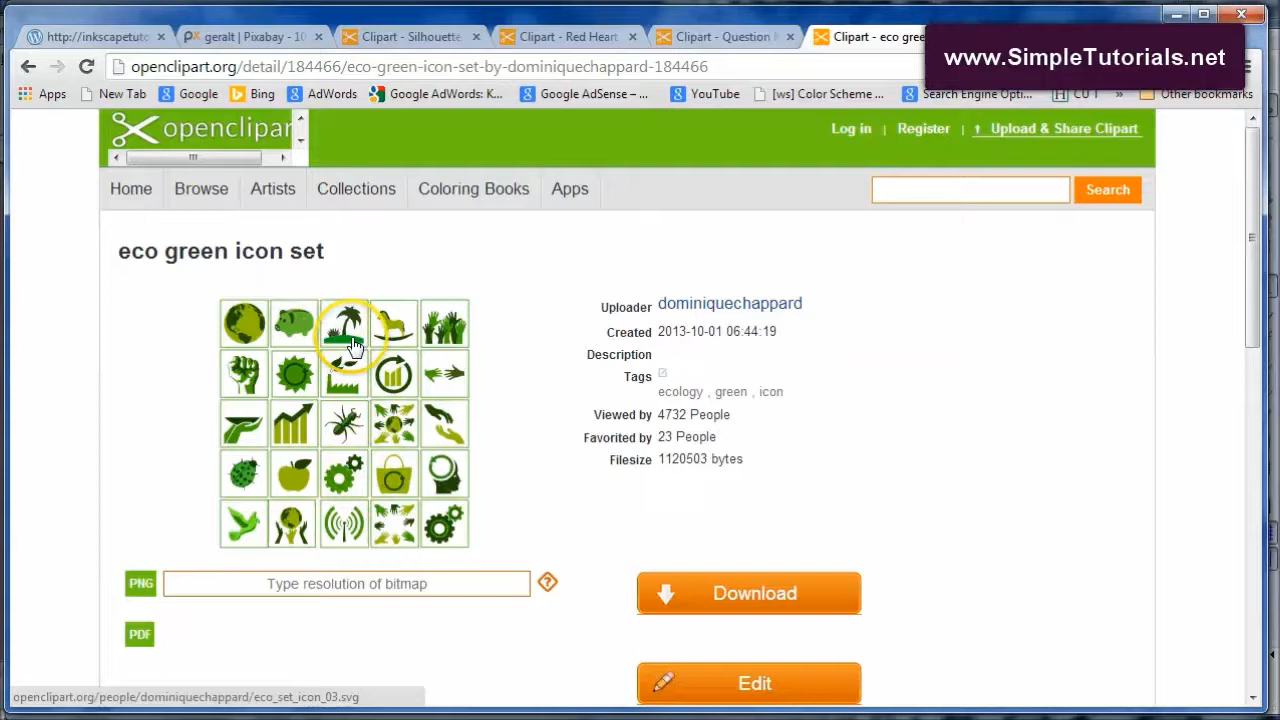 http://inkscapetuto
geralt | Pixabay - 10
Clipart - Silhouette
Clipart - Red Heart
Clipart - Question M
Clipart - eco gree
www.SimpleTutorials.net
openclipart.org/detail/184466/eco-green-icon-set-by-dominiquechappard-184466
Apps
New Tab
Google
Bing
AdWords
Google AdWords: K...
Google AdSense – ...
YouTube
[ws] Color Scheme ...
Search Engine Opti...
»
Other bookmarks
openclipar
Log in | Register | Upload & Share Clipart
Home Browse Artists Collections Coloring Books Apps
Search
eco green icon set
Uploader dominiquechappard
Created 2013-10-01 06:44:19
Description
Tags
ecology , green , icon
Viewed by 4732 People
Favorited by 23 People
Filesize 1120503 bytes
PNG Type resolution of bitmap ?
Download
PDF
Edit
openclipart.org/people/dominiquechappard/eco_set_icon_03.svg